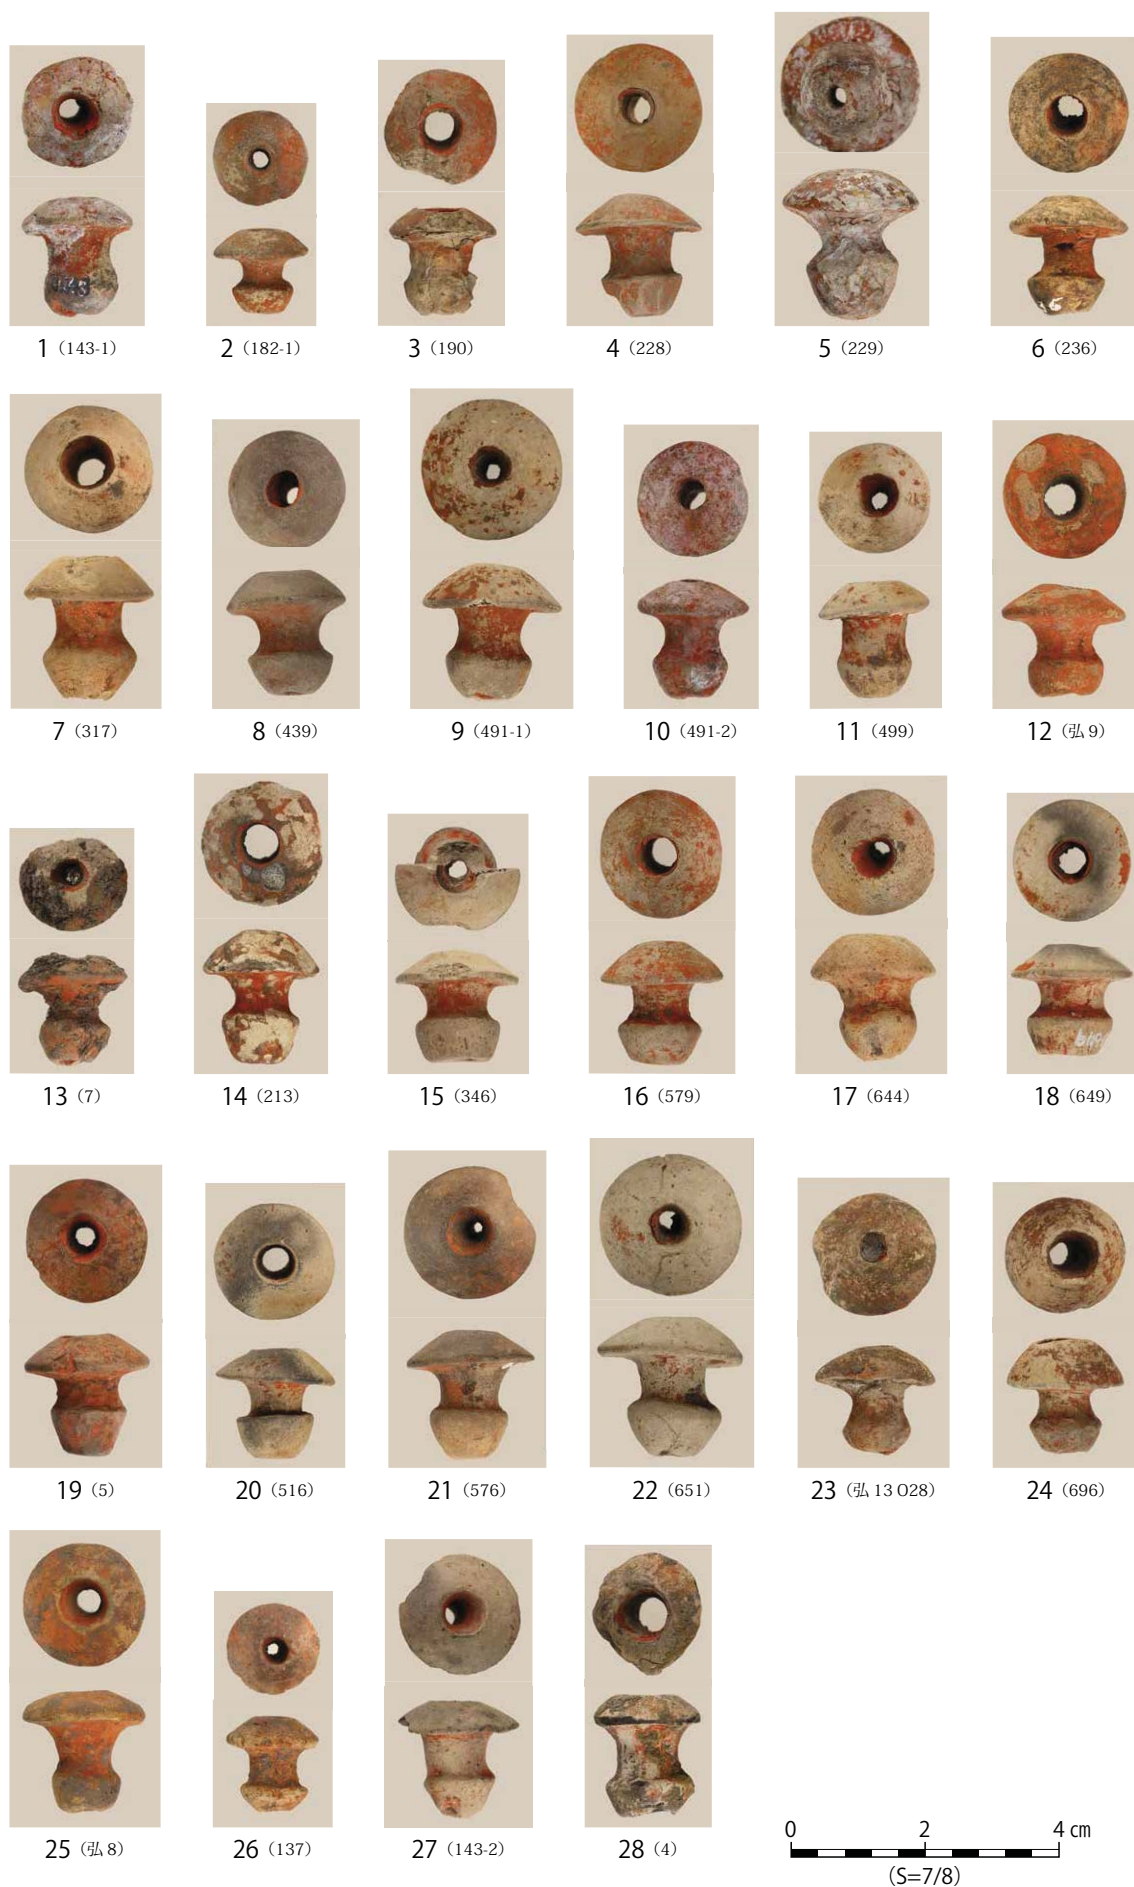 1 (143-1) 2 (182-1) 3 (190) 4 (228) 5 (229) 6 (236)
7 (317) 8 (439) 9 (491-1) 10 (491-2) 11 (499) 12 (弘 9)
13 (7) 14 (213) 15 (346) 16 (579) 17 (644) 18 (649)
19 (5) 20 (516) 21 (576) 22 (651) 23 (弘 13 028) 24 (696)
25 (弘 8) 26 (137) 27 (143-2) 28 (4)
0 2 4 ㎝
(S=7/8)